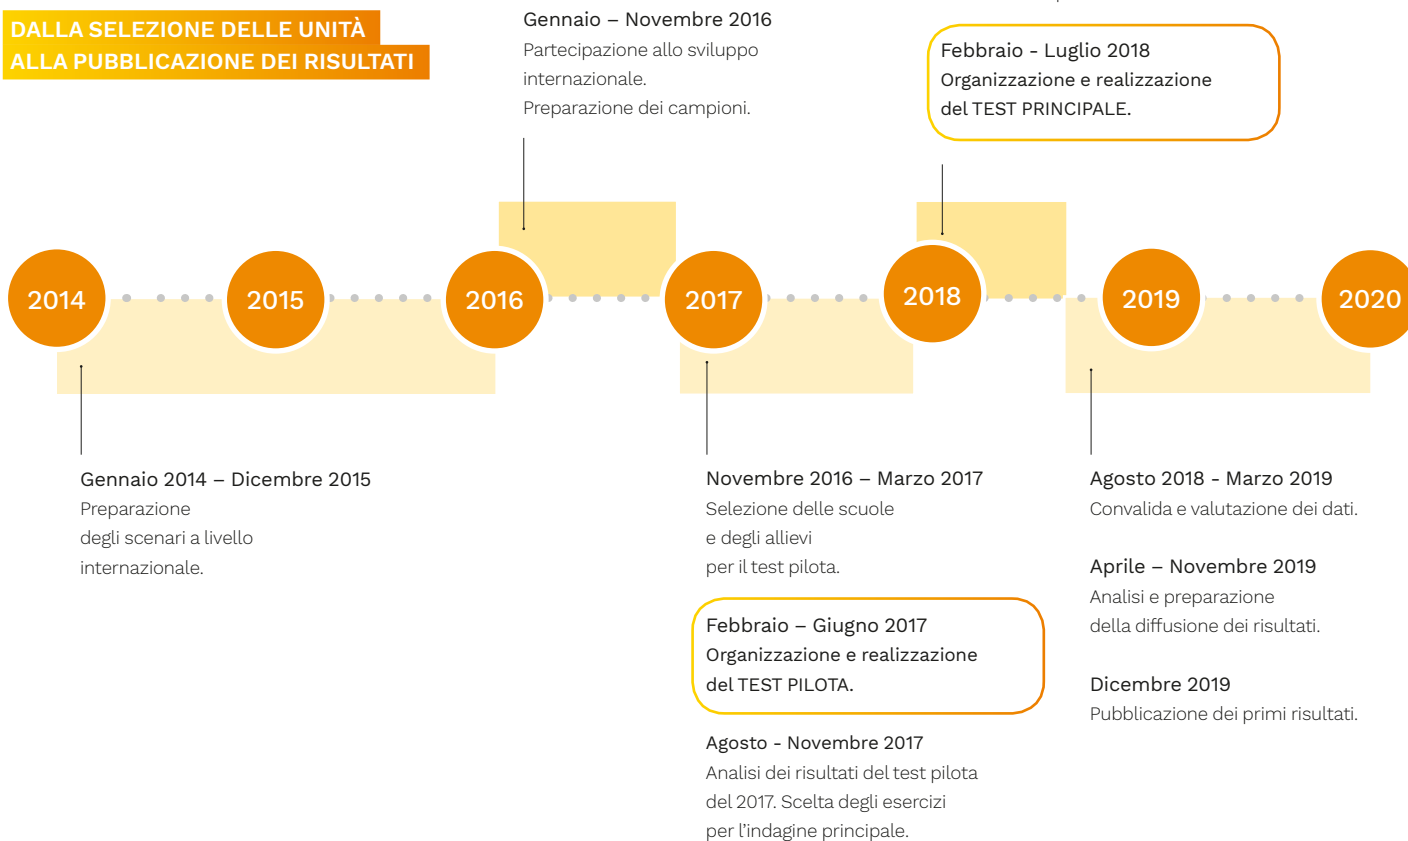 DALLA SELEZIONE DELLE UNITÀ
ALLA PUBBLICAZIONE DEI RISULTATI
Gennaio – Novembre 2016
Partecipazione allo sviluppo
internazionale.
Preparazione dei campioni.
Febbraio - Luglio 2018
Organizzazione e realizzazione
del TEST PRINCIPALE.
2014
2015
2016
2017
2018
2019
2020
Gennaio 2014 – Dicembre 2015
Preparazione
degli scenari a livello
internazionale.
Novembre 2016 – Marzo 2017
Selezione delle scuole
e degli allievi
per il test pilota.
Febbraio – Giugno 2017
Organizzazione e realizzazione
del TEST PILOTA.
Agosto - Novembre 2017
Analisi dei risultati del test pilota
del 2017. Scelta degli esercizi
per l'indagine principale.
Agosto 2018 - Marzo 2019
Convalida e valutazione dei dati.
Aprile – Novembre 2019
Analisi e preparazione
della diffusione dei risultati.
Dicembre 2019
Pubblicazione dei primi risultati.